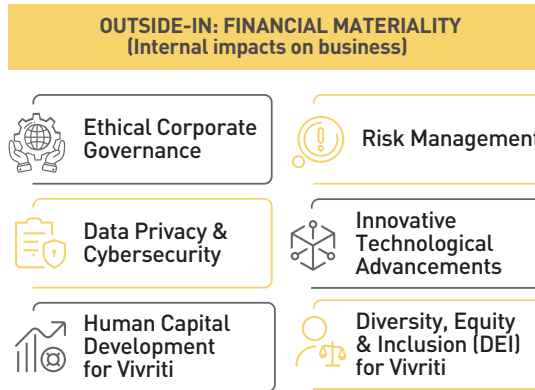 OUTSIDE-IN: FINANCIAL MATERIALITY
(Internal impacts on business)
Ethical Corporate
Governance
Risk Management
Data Privacy &
Cybersecurity
Innovative
Technological
Advancements
Human Capital
Development
for Vivriti
Diversity, Equity
& Inclusion (DEI)
for Vivriti